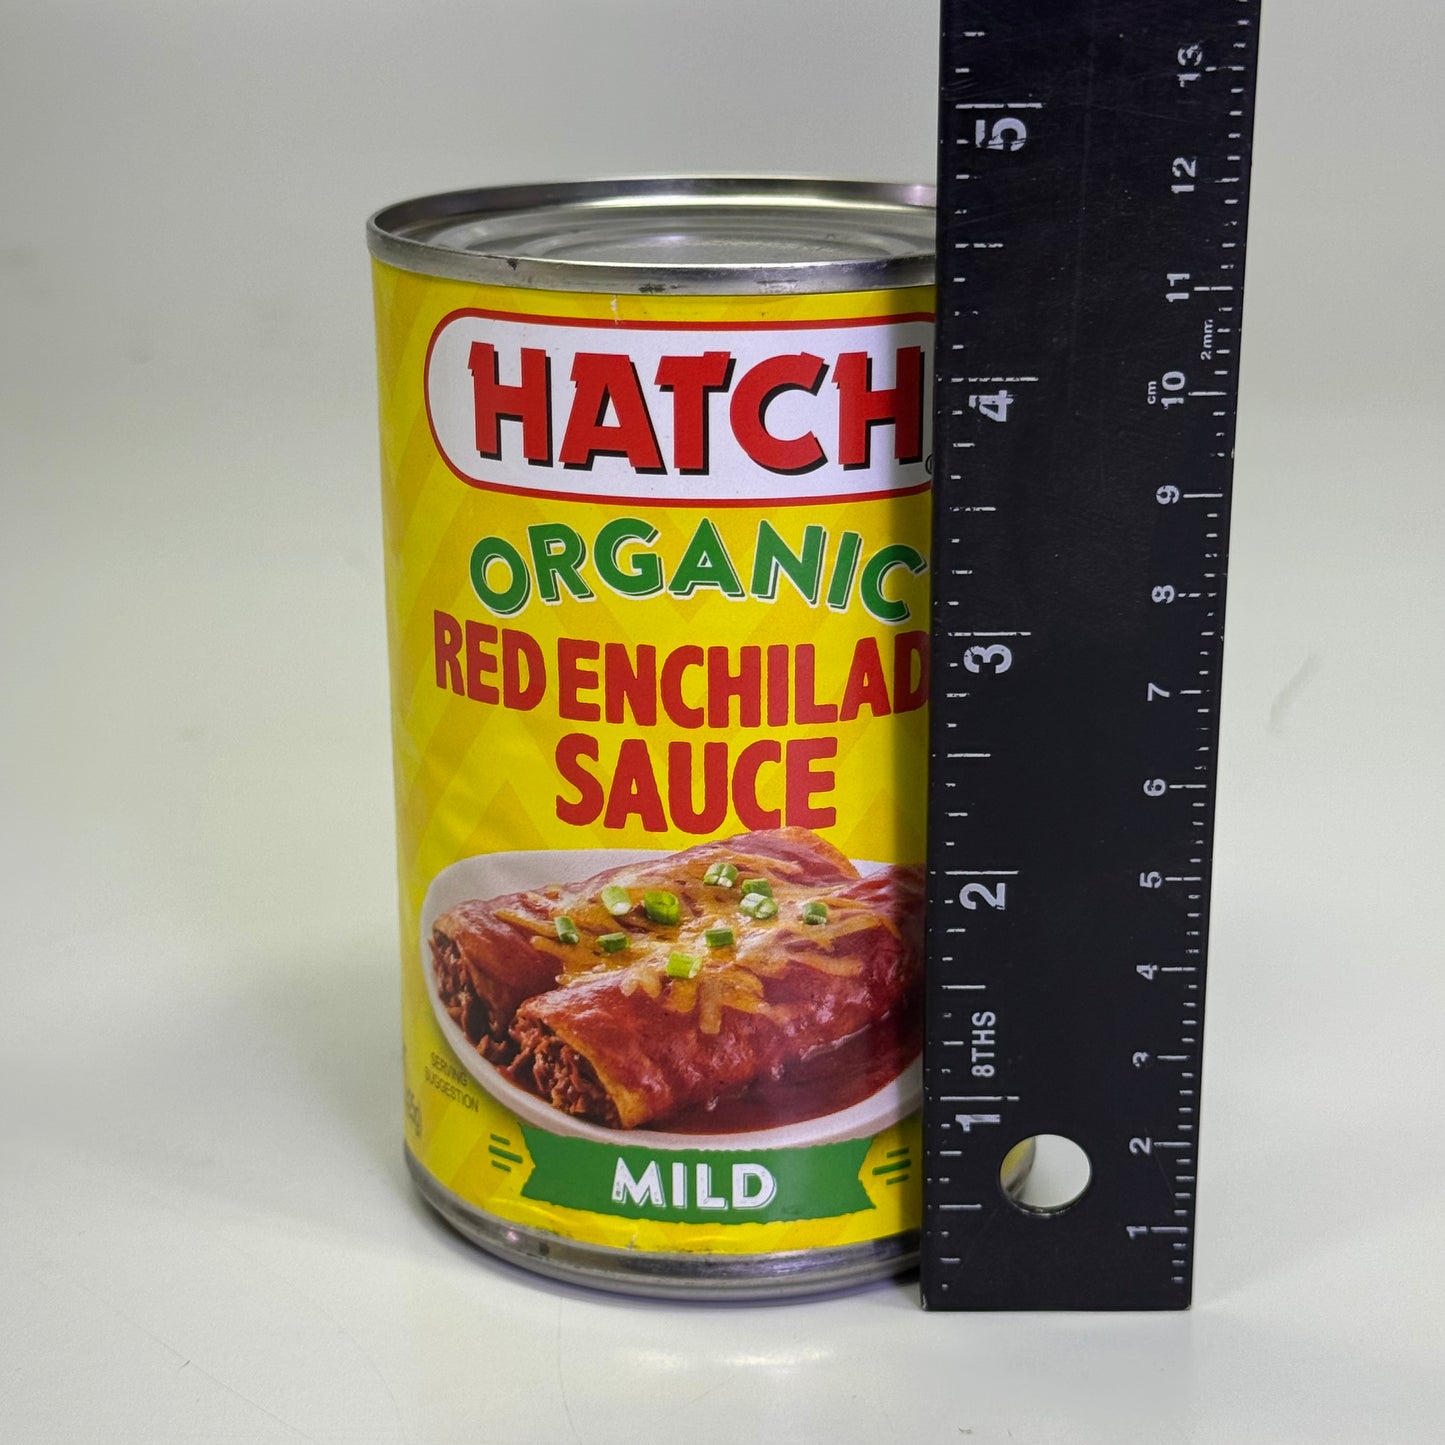 HATCH
ORGANIC
RED ENCHILAD
SAUCE
SERVING
SUGGESTION
MILD
5
4
3
2
8THS
1
13
12
11
2mm
cm
10
9
8
7
6
5
4
3
2
1